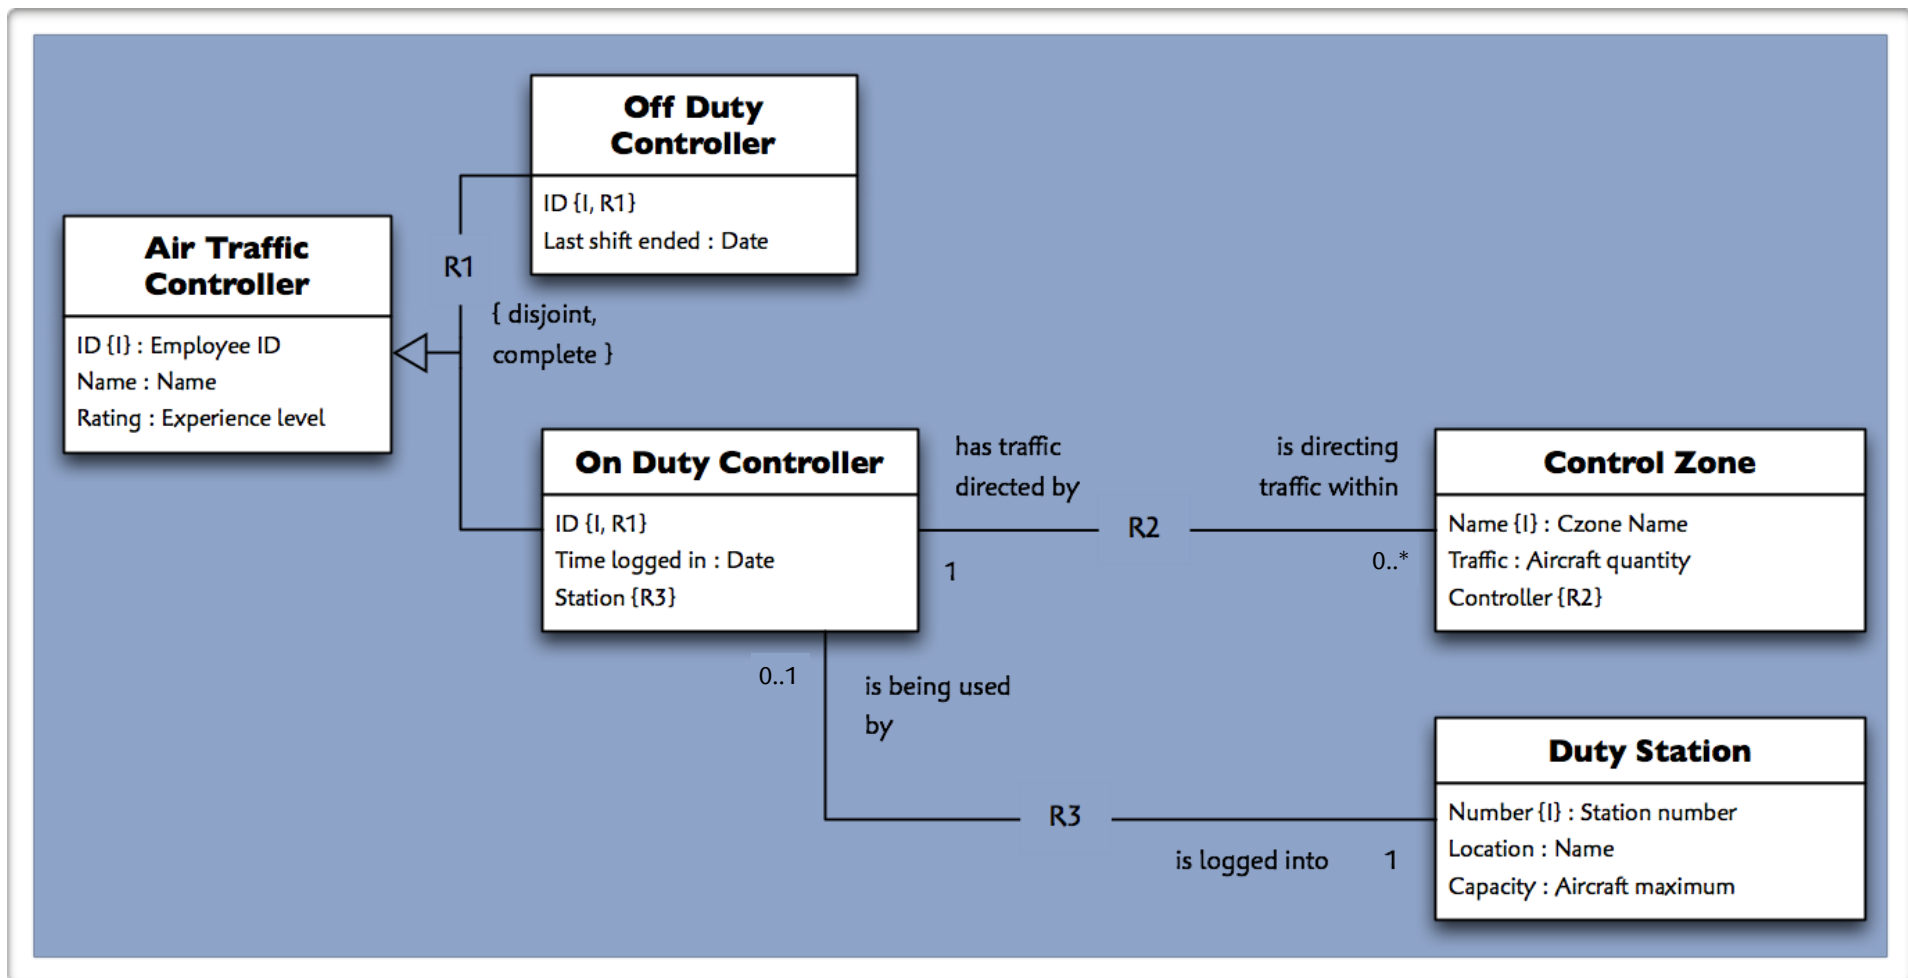 Off Duty
Controller
ID {I, R1}
Last shift ended : Date
Air Traffic
Controller
ID {I} : Employee ID
Name : Name
Rating : Experience level
R1
{ disjoint,
complete }
On Duty Controller
ID {I, R1}
Time logged in : Date
Station {R3}
has traffic
directed by
1
R2
is directing
traffic within
0..*
Control Zone
Name {I} : Czone Name
Traffic : Aircraft quantity
Controller {R2}
0..1
is being used
by
R3
is logged into
1
Duty Station
Number {I} : Station number
Location : Name
Capacity : Aircraft maximum